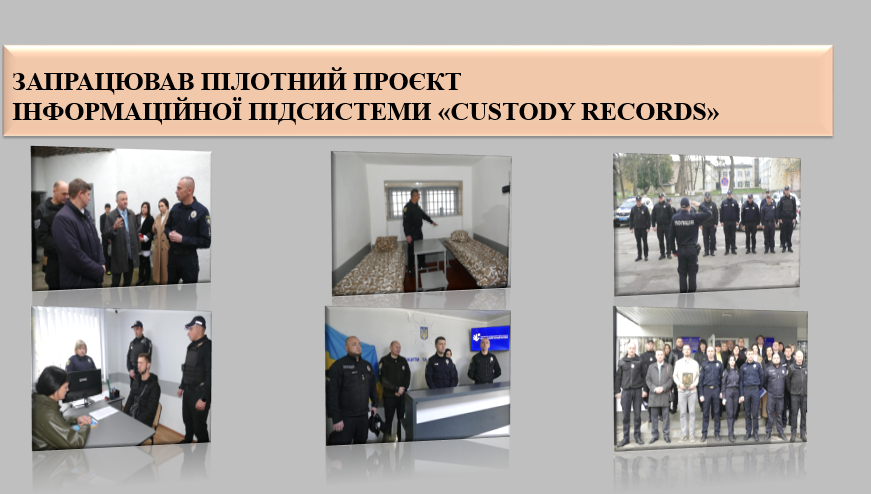 ЗАПРАЦЮВАВ ПІЛОТНИЙ ПРОЄКТ
ІНФОРМАЦІЙНОЇ ПІДСИСТЕМИ «CUSTODY RECORDS»